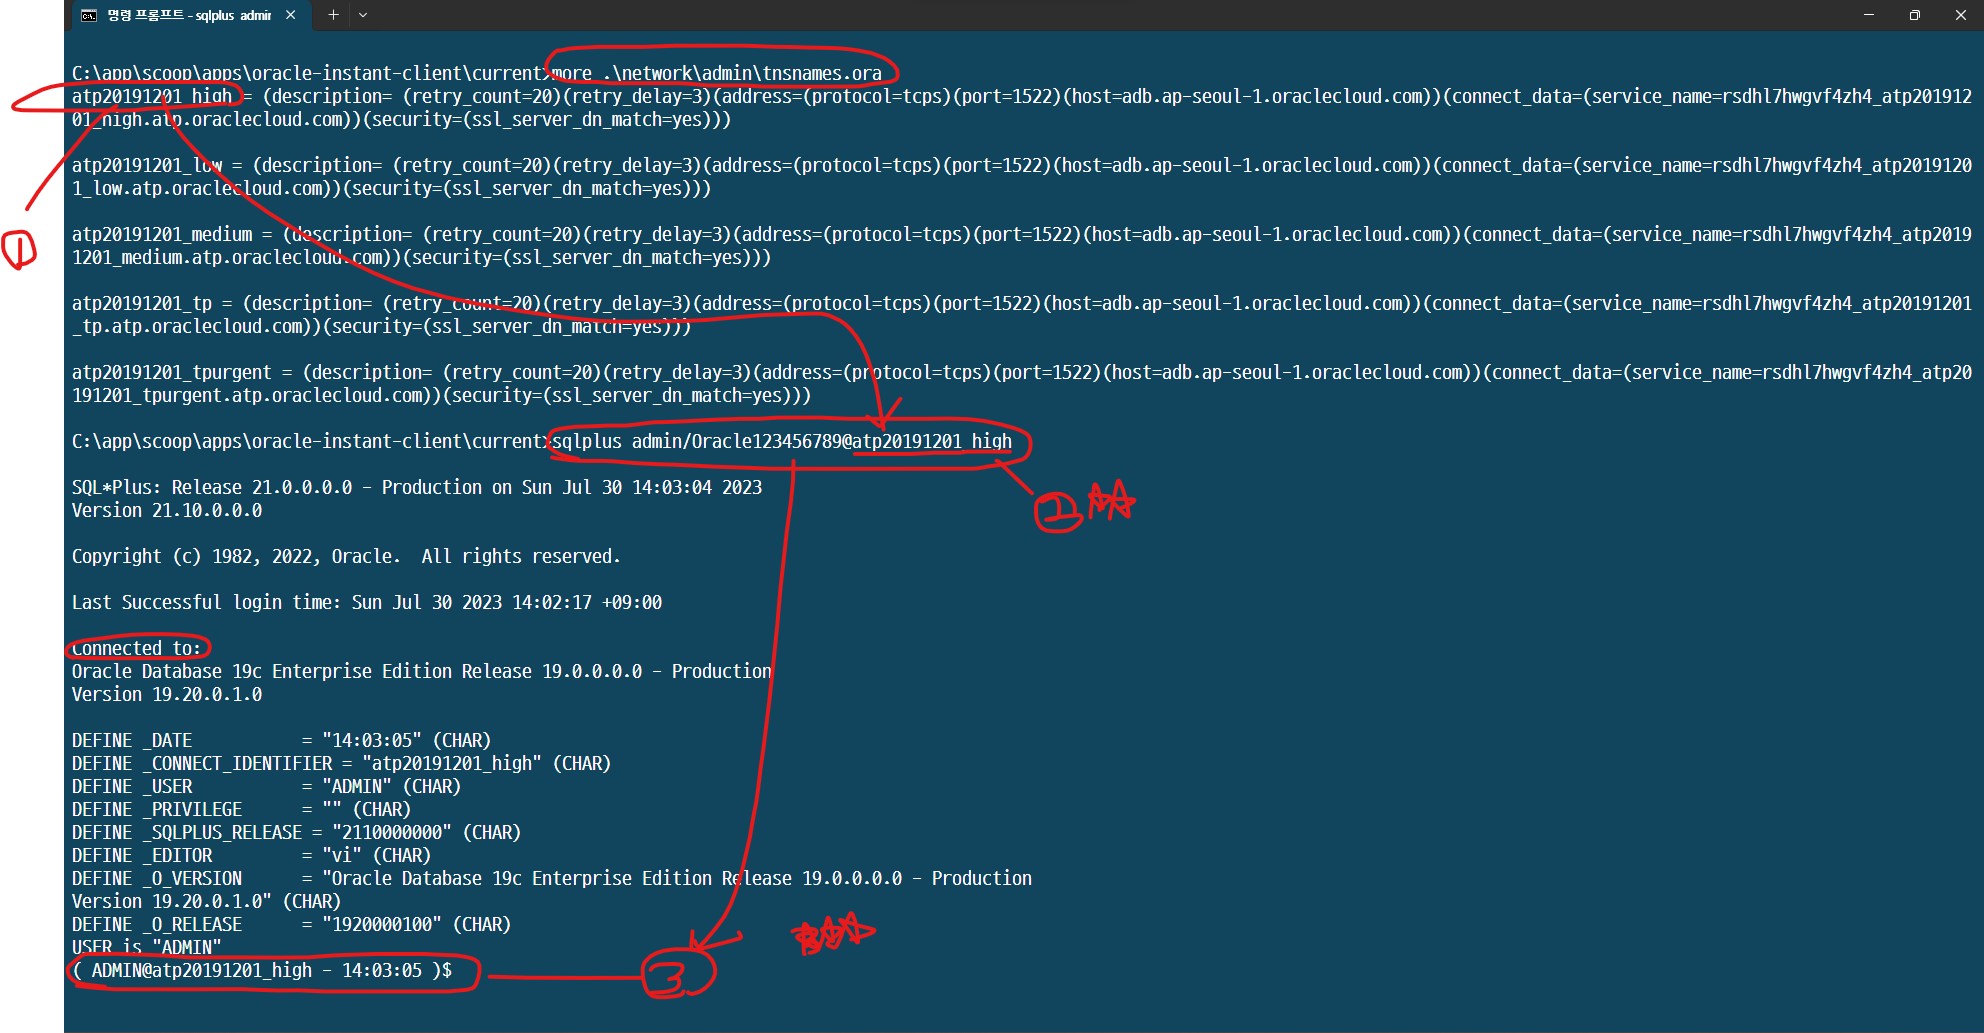 명령 프롬프트 - sqlplus admin
C:\app\scoop\apps\oracle-instant-client\current>more .\network\admin\tnsnames.ora
atp20191201_high = (description= (retry_count=20)(retry_delay=3)(address=(protocol=tcps)(port=1522)(host=adb.ap-seoul-1.oraclecloud.com))(connect_data=(service_name=rsdhl7hwgvf4zh4_atp201912
01_high.atp.oraclecloud.com))(security=(ssl_server_dn_match=yes)))
atp20191201_low = (description= (retry_count=20)(retry_delay=3)(address=(protocol=tcps)(port=1522)(host=adb.ap-seoul-1.oraclecloud.com))(connect_data=(service_name=rsdhl7hwgvf4zh4_atp2019120
1_low.atp.oraclecloud.com))(security=(ssl_server_dn_match=yes)))
①
atp20191201_medium = (description= (retry_count=20)(retry_delay=3)(address=(protocol=tcps)(port=1522)(host=adb.ap-seoul-1.oraclecloud.com))(connect_data=(service_name=rsdhl7hwgvf4zh4_atp20191
1201_medium.atp.oraclecloud.com))(security=(ssl_server_dn_match=yes)))
atp20191201_tp = (description= (retry_count=20)(retry_delay=3)(address=(protocol=tcps)(port=1522)(host=adb.ap-seoul-1.oraclecloud.com))(connect_data=(service_name=rsdhl7hwgvf4zh4_atp20191201
_tp.atp.oraclecloud.com))(security=(ssl_server_dn_match=yes)))
atp20191201_tpurgent = (description= (retry_count=20)(retry_delay=3)(address=(protocol=tcps)(port=1522)(host=adb.ap-seoul-1.oraclecloud.com))(connect_data=(service_name=rsdhl7hwgvf4zh4_atp20
191201_tpurgent.atp.oraclecloud.com))(security=(ssl_server_dn_match=yes)))
C:\app\scoop\apps\oracle-instant-client\current>sqlplus admin/Oracle123456789@atp20191201_high
SQL*Plus: Release 21.0.0.0.0 - Production on Sun Jul 30 14:03:04 2023
Version 21.10.0.0.0
②
Copyright (c) 1982, 2022, Oracle.  All rights reserved.
Last Successful login time: Sun Jul 30 2023 14:02:17 +09:00
Connected to:
Oracle Database 19c Enterprise Edition Release 19.0.0.0.0 - Production
Version 19.20.0.1.0
DEFINE _DATE           = "14:03:05" (CHAR)
DEFINE _CONNECT_IDENTIFIER = "atp20191201_high" (CHAR)
DEFINE _USER           = "ADMIN" (CHAR)
DEFINE _PRIVILEGE      = "" (CHAR)
DEFINE _SQLPLUS_RELEASE = "2110000000" (CHAR)
DEFINE _EDITOR         = "vi" (CHAR)
DEFINE _O_VERSION      = "Oracle Database 19c Enterprise Edition Release 19.0.0.0.0 - Production
Version 19.20.0.1.0" (CHAR)
DEFINE _O_RELEASE      = "1920000100" (CHAR)
USER is "ADMIN"
( ADMIN@atp20191201_high - 14:03:05 )$
③